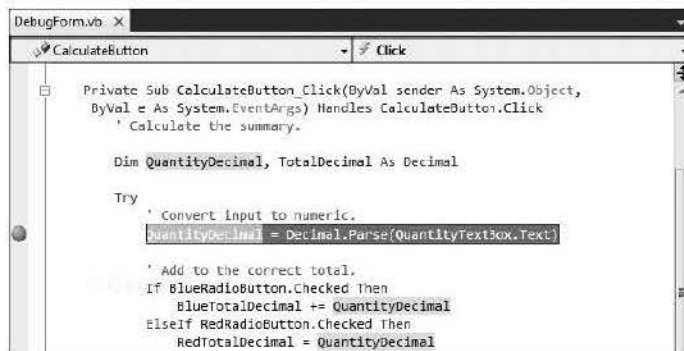 DebugForm.vb X
CalculateButton Click
Private Sub CalculateButton_Click(ByVal sender As System.Object,
ByVal e As System.EventArgs) Handles CalculateButton.Click
' Calculate the summary.
Dim QuantityDecimal, TotalDecimal As Decimal
Try
' Convert input to numeric.
QuantityDecimal = Decimal.Parse(QuantityTextBox.Text)
' Add to the correct total.
If BlueRadioButton.Checked Then
BlueTotalDecimal += QuantityDecimal
ElseIf RedRadioButton.Checked Then
RedTotalDecimal = QuantityDecimal